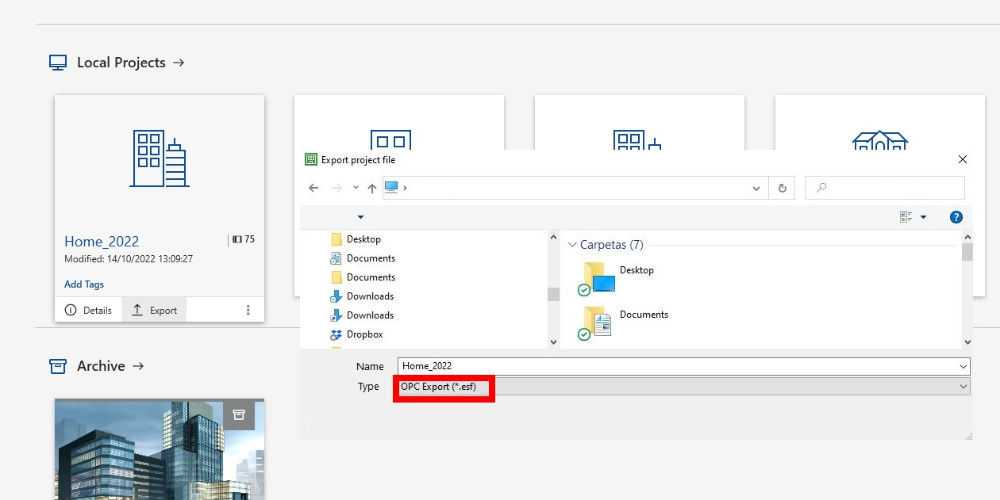 Local Projects →
Export project file
Home_2022
75
Modified: 14/10/2022 13:09:27
Add Tags
Details
Export
Desktop
Documents
Documents
Downloads
Downloads
Dropbox
Carpetas (7)
Desktop
Documents
Name Home_2022
Type OPC Export (*.esf)
Archive →